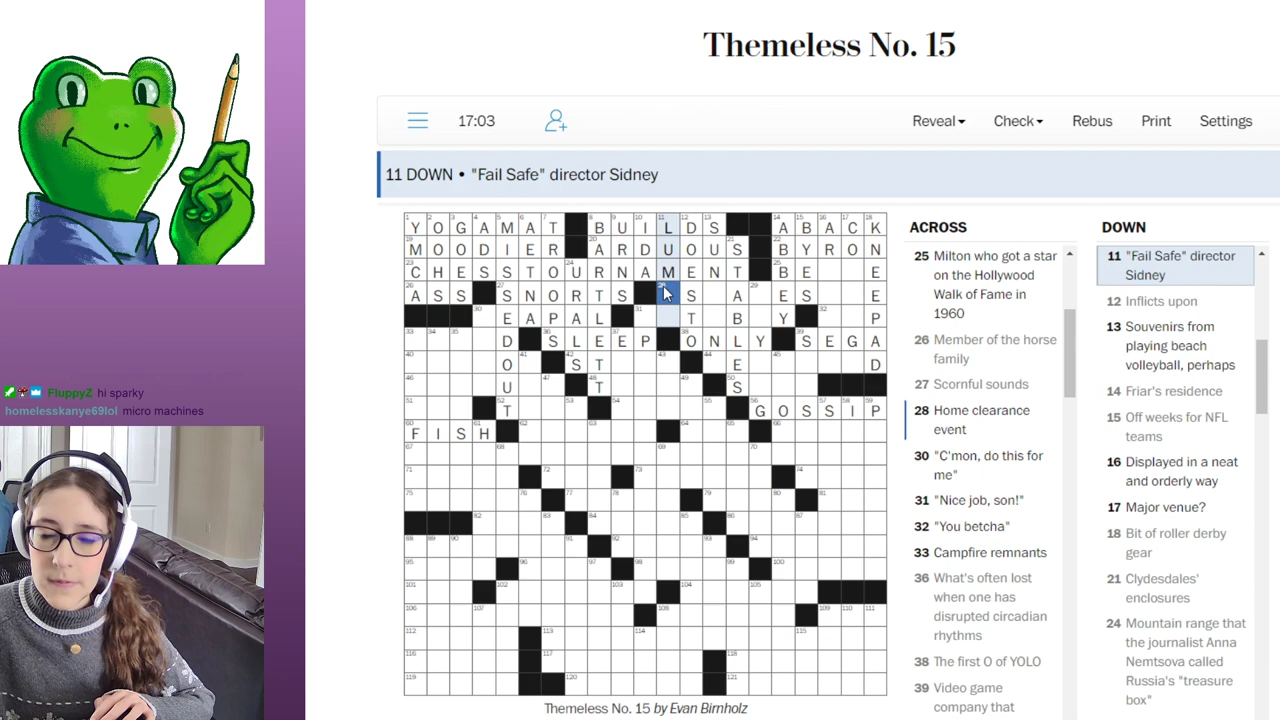 Themeless No. 15
17:03
Reveal
Check
Rebus
Print
Settings
11 DOWN • "Fail Safe" director Sidney
YOGAMAT BUILDS ABACK
MOODIER ARDUOUS BYRON
CHESSTOURNAMENT BE E
ASS SNORTS S A ES E
EAPAL T B Y P
D SLEEP ONLY SEGA
O ST E D
U T S
T GOSSIP
FISH
ACROSS
25 Milton who got a star
on the Hollywood
Walk of Fame in
1960
26 Member of the horse
family
27 Scornful sounds
28 Home clearance
event
30 "C'mon, do this for
me"
31 "Nice job, son!"
32 "You betcha"
33 Campfire remnants
36 What's often lost
when one has
disrupted circadian
rhythms
38 The first O of YOLO
39 Video game
company that
DOWN
11 "Fail Safe" director
Sidney
12 Inflicts upon
13 Souvenirs from
playing beach
volleyball, perhaps
14 Friar's residence
15 Off weeks for NFL
teams
16 Displayed in a neat
and orderly way
17 Major venue?
18 Bit of roller derby
gear
21 Clydesdales'
enclosures
24 Mountain range that
the journalist Anna
Nemtsova called
Russia's "treasure
box"
FluppyZ hi sparky
homelesskanye69lol micro machines
Themeless No. 15 by Evan Birnholz